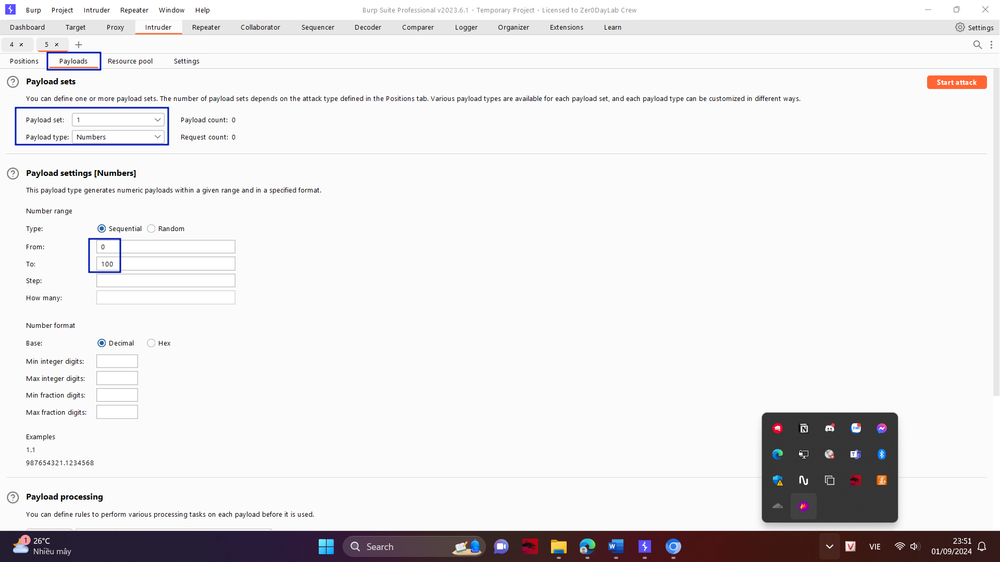 Burp Project Intruder Repeater Window Help Burp Suite Professional v2023.6.1 - Temporary Project - Licensed to Zer0DayLab Crew
Dashboard Target Proxy Intruder Repeater Collaborator Sequencer Decoder Comparer Logger Organizer Extensions Learn Settings
4 × 5 × +
Positions Payloads Resource pool Settings
? Payload sets Start attack
You can define one or more payload sets. The number of payload sets depends on the attack type defined in the Positions tab. Various payload types are available for each payload set, and each payload type can be customized in different ways.
Payload set: 1 Payload count: 0
Payload type: Numbers Request count: 0
? Payload settings [Numbers]
This payload type generates numeric payloads within a given range and in a specified format.
Number range
Type: Sequential Random
From: 0
To: 100
Step:
How many:
Number format
Base: Decimal Hex
Min integer digits:
Max integer digits:
Min fraction digits:
Max fraction digits:
Examples
1.1
987654321.1234568
? Payload processing
You can define rules to perform various processing tasks on each payload before it is used.
Zalo
1 26°C
Nhiều mây
Search
VIE
23:51
01/09/2024